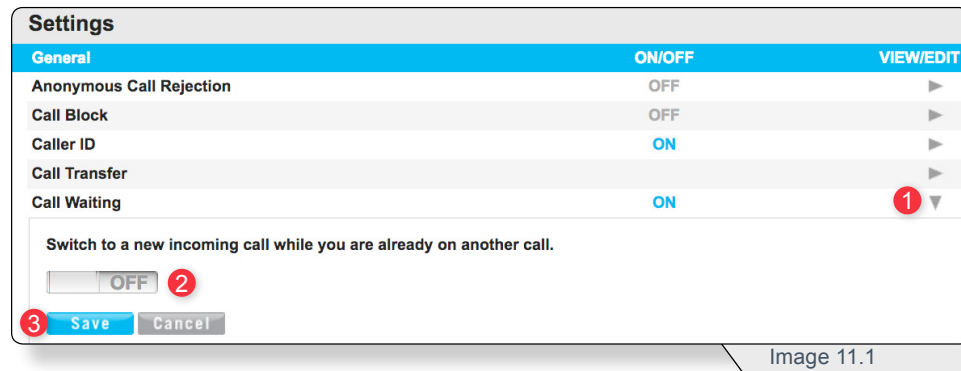 Settings
General ON/OFF VIEW/EDIT
Anonymous Call Rejection OFF
Call Block OFF
Caller ID ON
Call Transfer
Call Waiting ON 1
Switch to a new incoming call while you are already on another call.
OFF 2
3 Save Cancel
Image 11.1